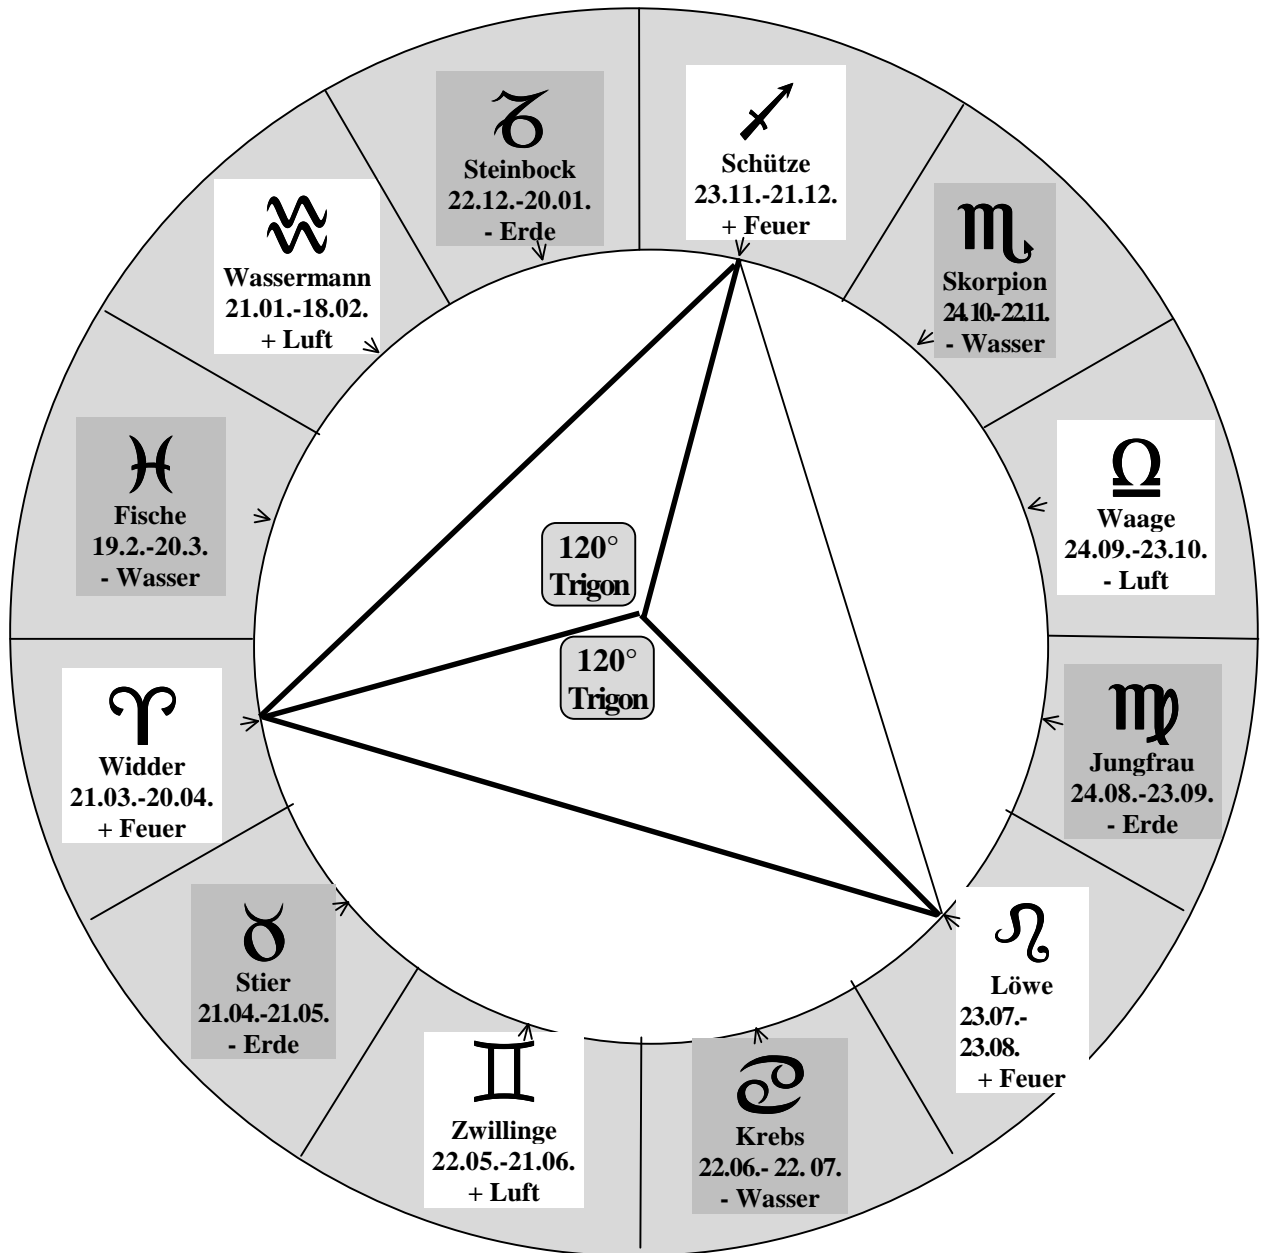 Steinbock
22.12.-20.01.
- Erde
Schütze
23.11.-21.12.
+ Feuer
Wassermann
21.01.-18.02.
+ Luft
Skorpion
24.10.-22.11.
- Wasser
Fische
19.2.-20.3.
- Wasser
Waage
24.09.-23.10.
- Luft
120°
Trigon
120°
Trigon
Widder
21.03.-20.04.
+ Feuer
Jungfrau
24.08.-23.09.
- Erde
Stier
21.04.-21.05.
- Erde
Löwe
23.07.-
23.08.
+ Feuer
Zwillinge
22.05.-21.06.
+ Luft
Krebs
22.06.- 22. 07.
- Wasser